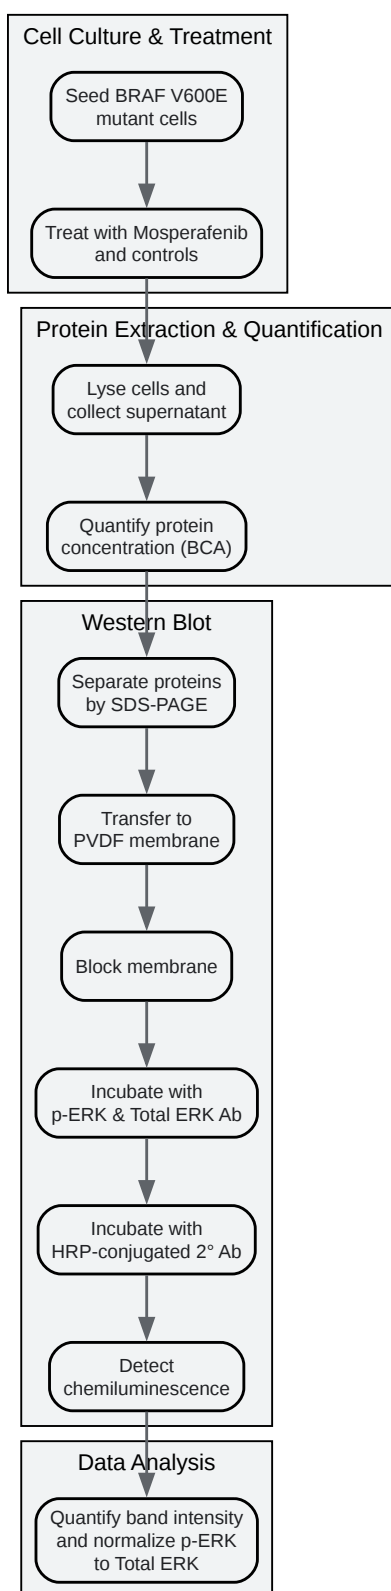 Cell Culture & Treatment
Seed BRAF V600E
mutant cells
Treat with Mosperafenib
and controls
Protein Extraction & Quantification
Lyse cells and
collect supernatant
Quantify protein
concentration (BCA)
Western Blot
Separate proteins
by SDS-PAGE
Transfer to
PVDF membrane
Block membrane
Incubate with
p-ERK & Total ERK Ab
Incubate with
HRP-conjugated 2° Ab
Detect
chemiluminescence
Data Analysis
Quantify band intensity
and normalize p-ERK
to Total ERK